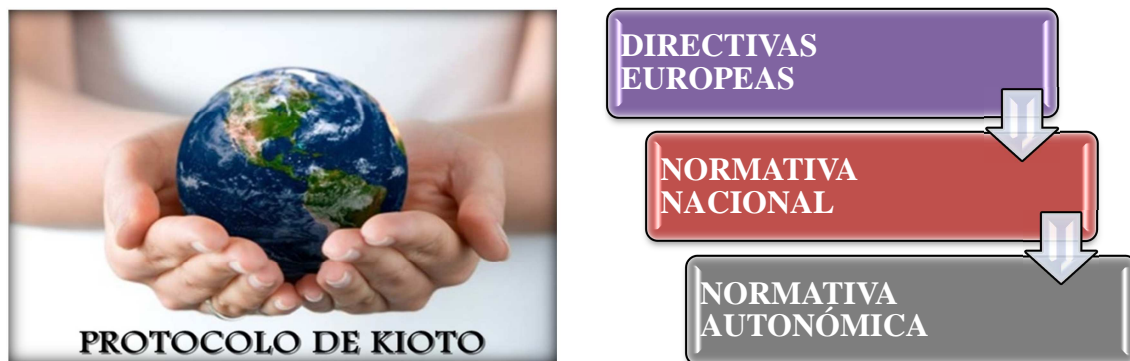 PROTOCOLO DE KIOTO
DIRECTIVAS
EUROPEAS
NORMATIVA
NACIONAL
NORMATIVA
AUTONÓMICA